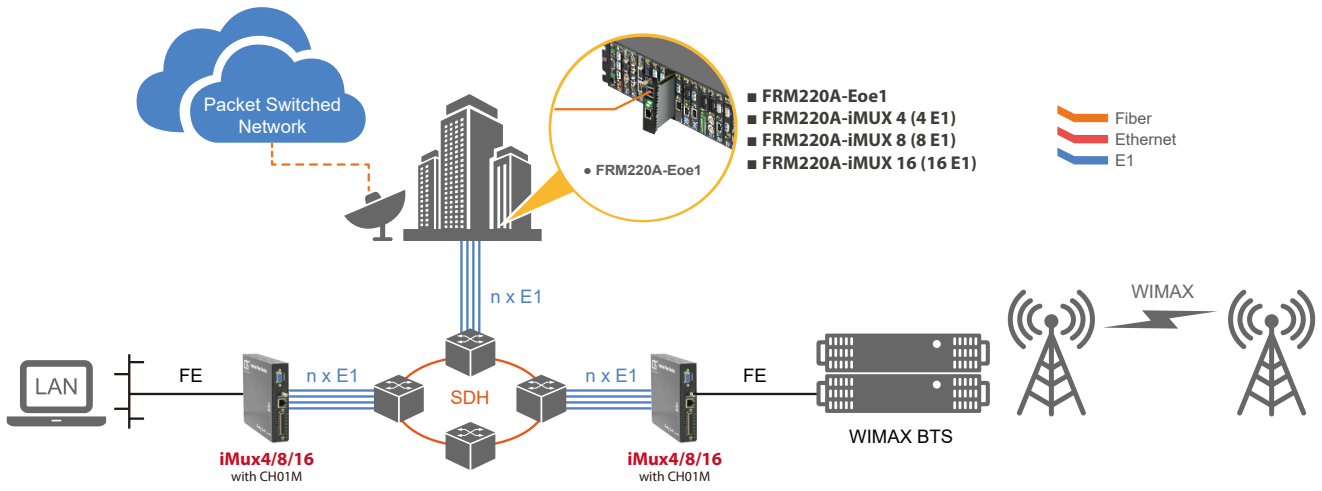 Packet Switched
Network
● FRM220A-Eoe1
■ FRM220A-Eoe1
■ FRM220A-iMUX 4 (4 E1)
■ FRM220A-iMUX 8 (8 E1)
■ FRM220A-iMUX 16 (16 E1)
Fiber
Ethernet
E1
n x E1
WIMAX
LAN
FE
n x E1
SDH
n x E1
FE
WIMAX BTS
iMux4/8/16
with CH01M
iMux4/8/16
with CH01M